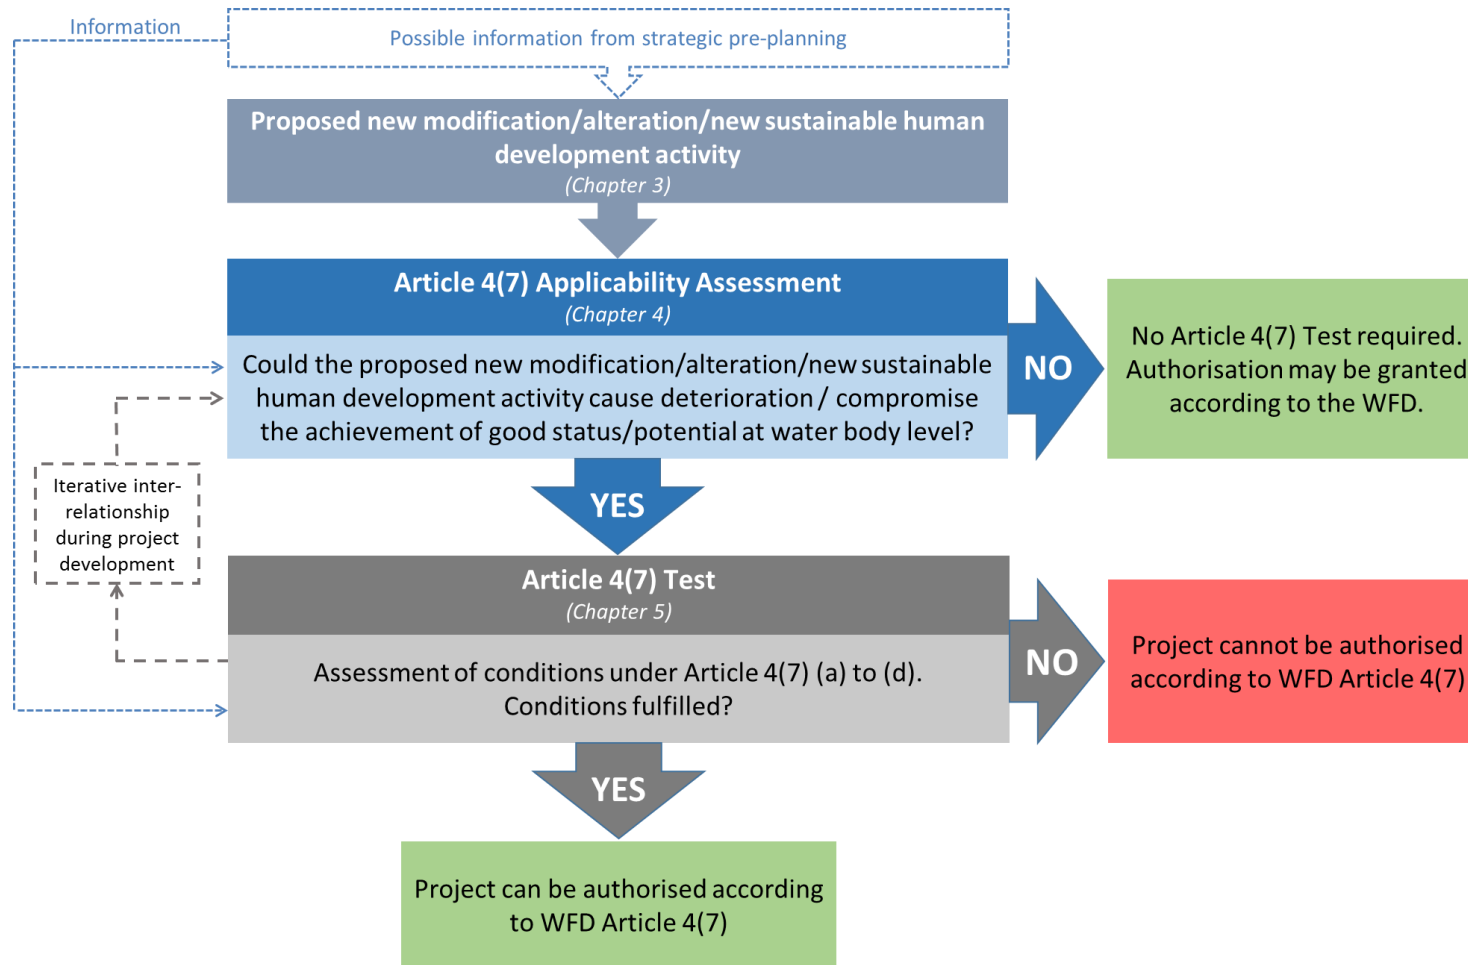 Information
Possible information from strategic pre-planning
Proposed new modification/alteration/new sustainable human
development activity
(Chapter 3)
Article 4(7) Applicability Assessment
(Chapter 4)
Could the proposed new modification/alteration/new sustainable
human development activity cause deterioration / compromise
the achievement of good status/potential at water body level?
NO
No Article 4(7) Test required.
Authorisation may be granted
according to the WFD.
YES
Iterative inter-
relationship
during project
development
Article 4(7) Test
(Chapter 5)
Assessment of conditions under Article 4(7) (a) to (d).
Conditions fulfilled?
NO
Project cannot be authorised
according to WFD Article 4(7)
YES
Project can be authorised according
to WFD Article 4(7)